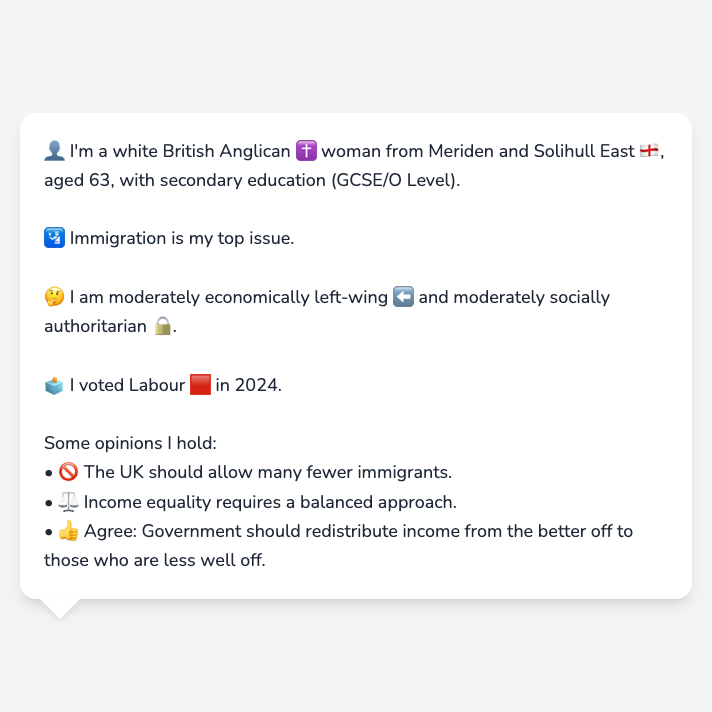 👤 I'm a white British Anglican ✝️ woman from Meriden and Solihull East 🏴󠁧󠁢󠁥󠁮󠁧󠁿,
aged 63, with secondary education (GCSE/O Level).
🛂 Immigration is my top issue.
🤔 I am moderately economically left-wing ⬅️ and moderately socially
authoritarian 🔒.
🗳️ I voted Labour 🟥 in 2024.
Some opinions I hold:
• 🚫 The UK should allow many fewer immigrants.
• ⚖️ Income equality requires a balanced approach.
• 👍 Agree: Government should redistribute income from the better off to
those who are less well off.